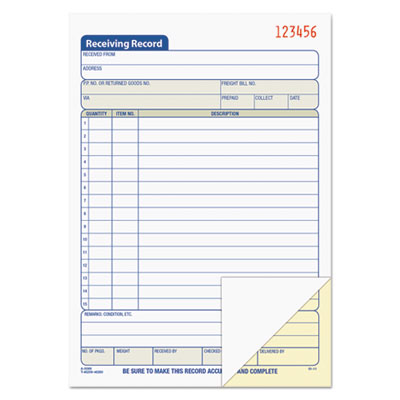 123456
Receiving Record
RECEIVED FROM
ADDRESS
P.P. NO. OR RETURNED GOODS NO. FREIGHT BILL NO.
VIA PREPAID COLLECT DATE
QUANTITY ITEM NO. DESCRIPTION
1
2
3
4
5
6
7
8
9
10
11
12
13
14
15
REMARKS: CONDITION, ETC.
NO. OF PKGS. WEIGHT RECEIVED BY CHECKED DELIVERED BY
BE SURE TO MAKE THIS RECORD ACCU AND COMPLETE